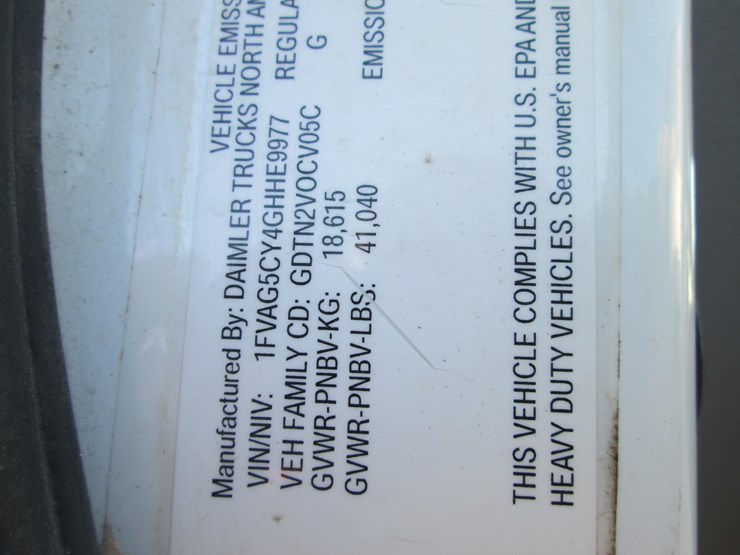 VEHICLE EMISS
Manufactured By: DAIMLER TRUCKS NORTH AM
VIN/NIV: 1FVAG5CY4GHHE9977 REGULA
VEH FAMILY CD: GDTN2VOCV05C G
GVWR-PNBV-KG: 18,615
GVWR-PNBV-LBS: 41,040 EMISSIO
THIS VEHICLE COMPLIES WITH U.S. EPA AND
HEAVY DUTY VEHICLES. See owner's manual